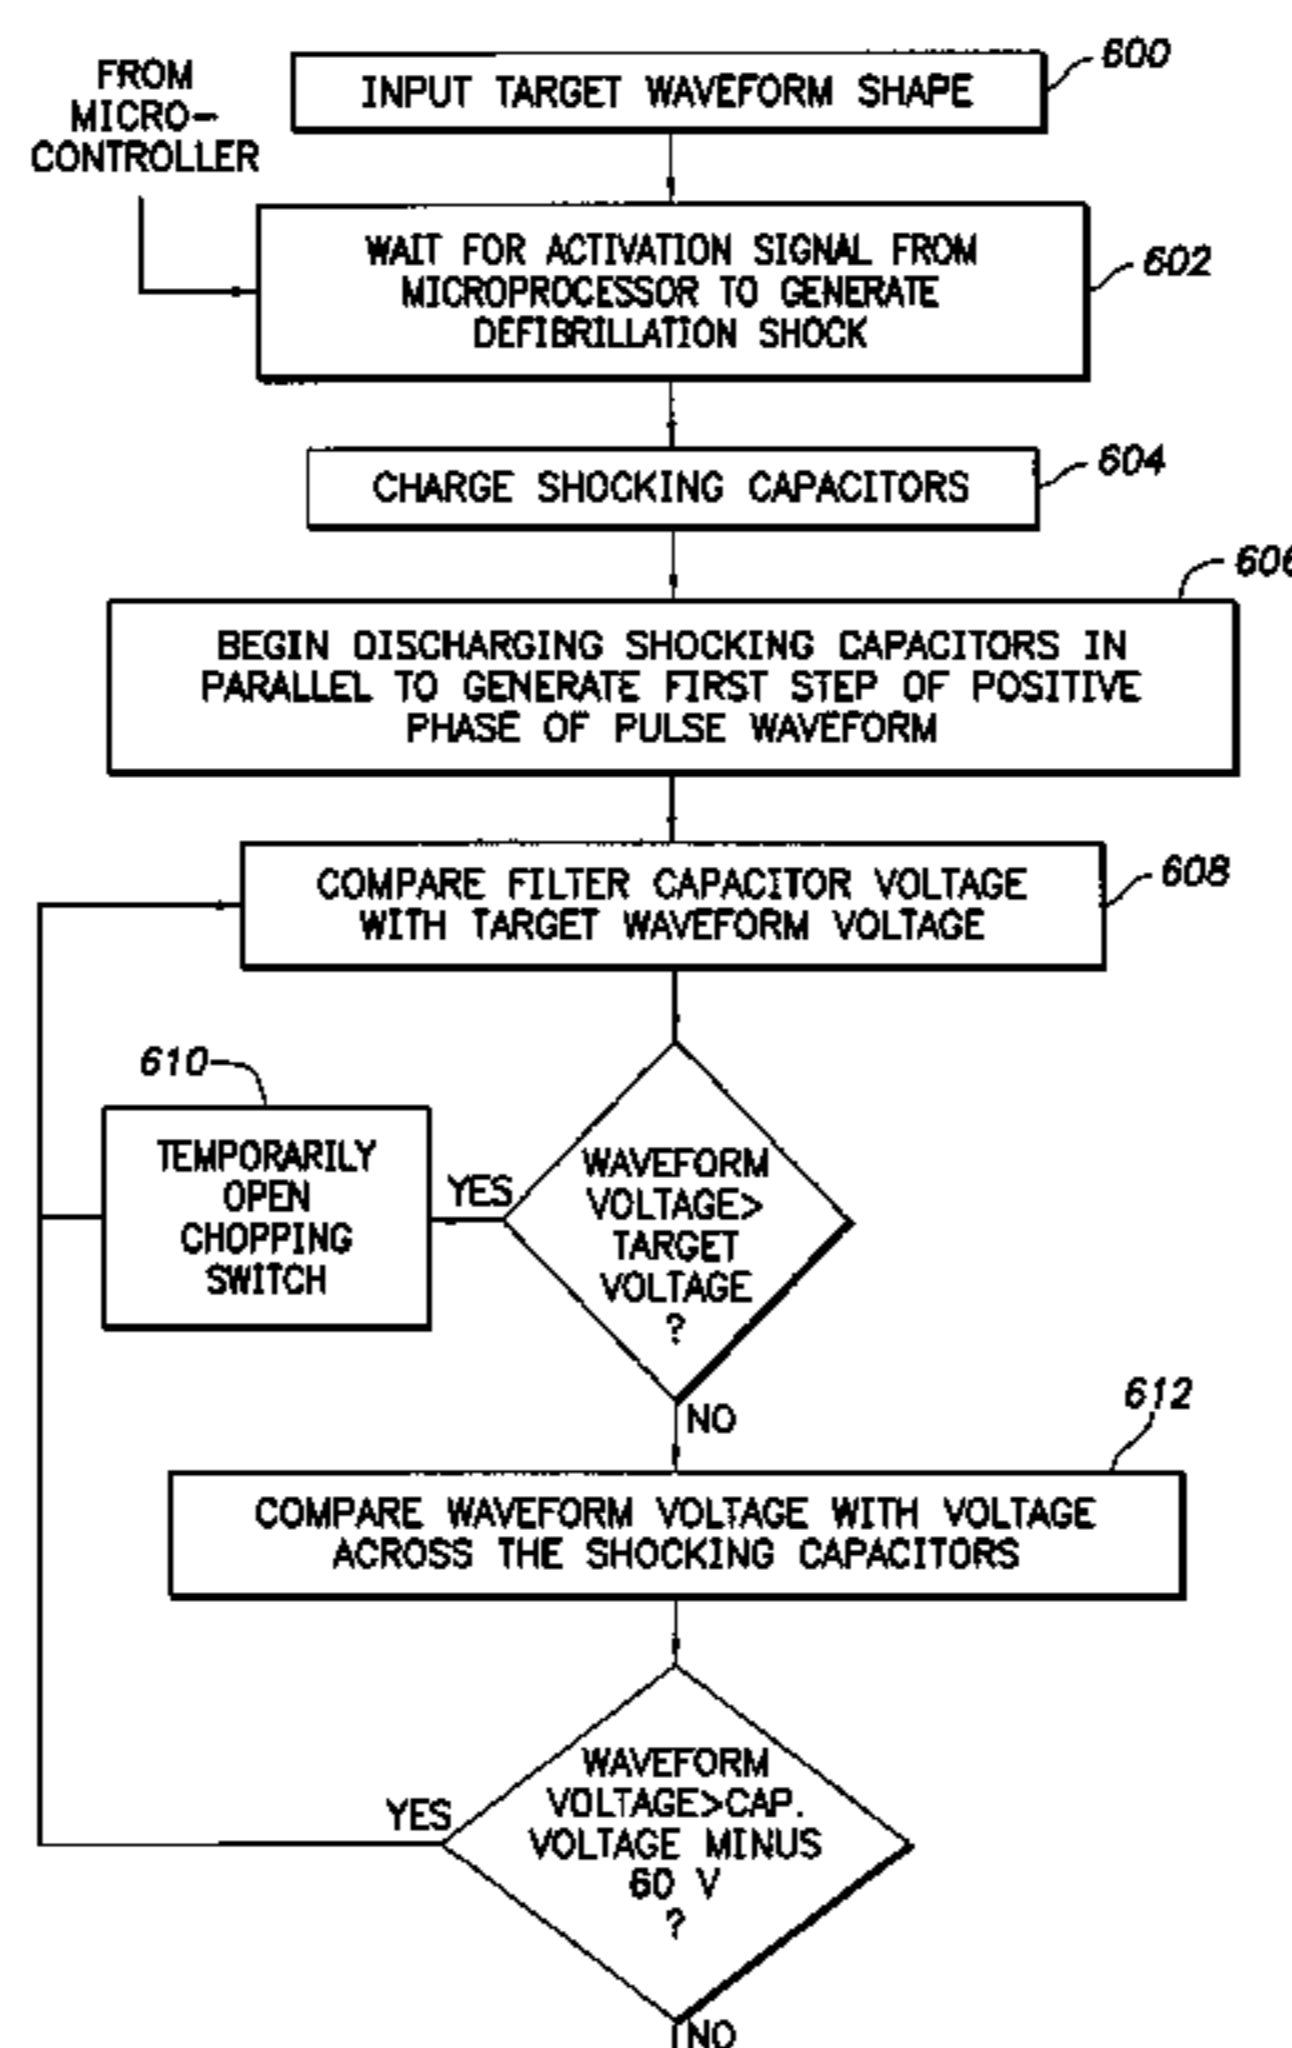 FROM
MICRO-
CONTROLLER
INPUT TARGET WAVEFORM SHAPE
600
WAIT FOR ACTIVATION SIGNAL FROM
MICROPROCESSOR TO GENERATE
DEFIBRILLATION SHOCK
602
CHARGE SHOCKING CAPACITORS
604
606
BEGIN DISCHARGING SHOCKING CAPACITORS IN
PARALLEL TO GENERATE FIRST STEP OF POSITIVE
PHASE OF PULSE WAVEFORM
COMPARE FILTER CAPACITOR VOLTAGE
WITH TARGET WAVEFORM VOLTAGE
608
610
TEMPORARILY
OPEN
CHOPPING
SWITCH
YES
WAVEFORM
VOLTAGE>
TARGET
VOLTAGE
?
NO
612
COMPARE WAVEFORM VOLTAGE WITH VOLTAGE
ACROSS THE SHOCKING CAPACITORS
YES
WAVEFORM
VOLTAGE>CAP.
VOLTAGE MINUS
60 V
?
NO